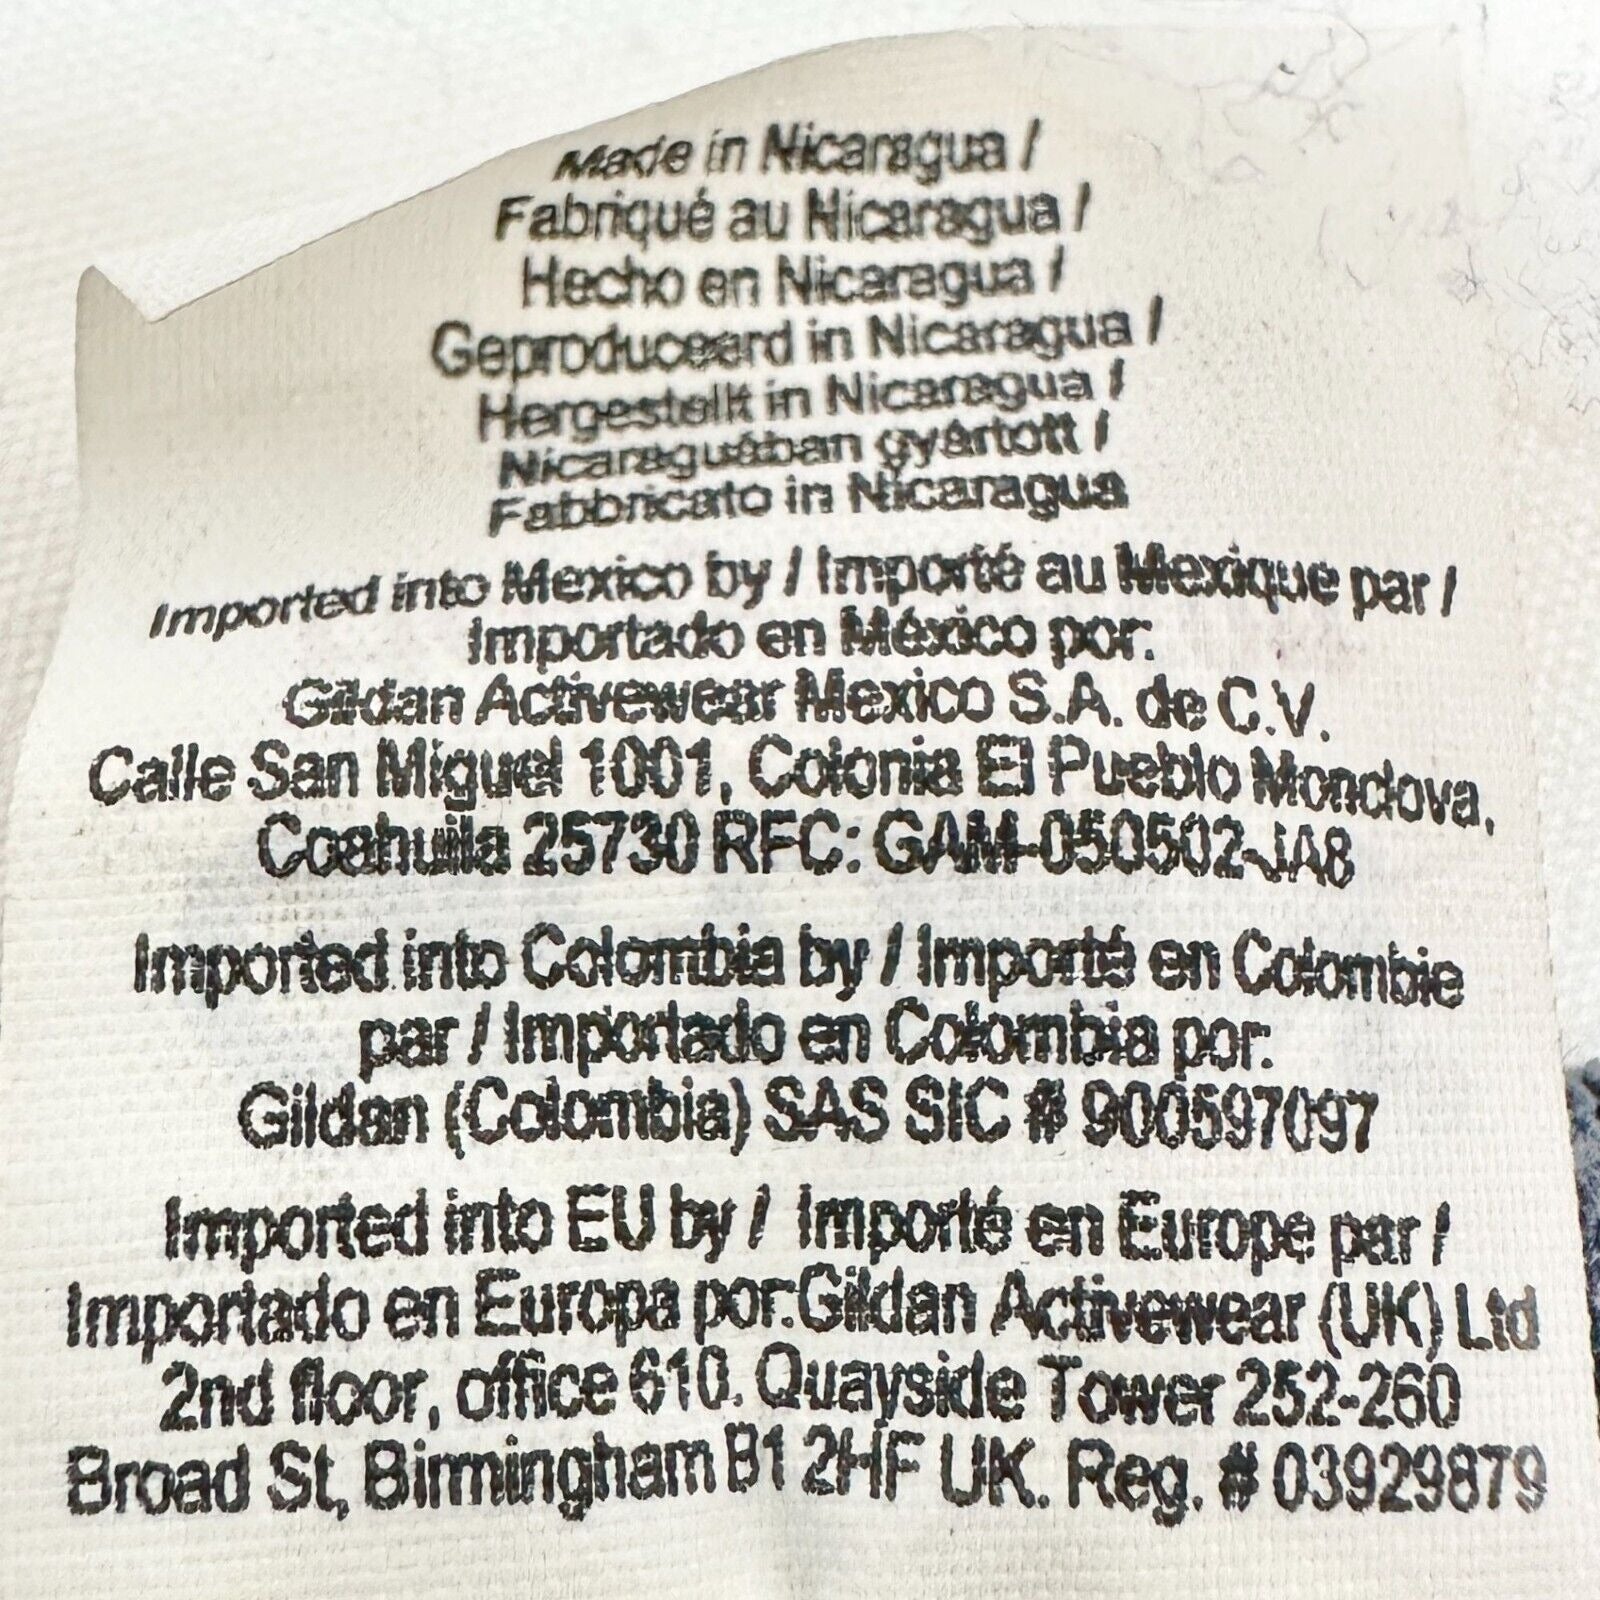 Made in Nicaragua /
Fabriqué au Nicaragua /
Hecho en Nicaragua /
Geproduceerd in Nicaragua /
Hergestellt in Nicaragua /
Nicaraguában gyártott /
Fabbricato in Nicaragua
Imported into Mexico by / Importé au Mexique par /
Importado en México por:
Gildan Activewear Mexico S.A. de C.V.
Calle San Miguel 1001, Colonia El Pueblo Monclova,
Coahuila 25730 RFC: GAM-050502-JA8
Imported into Colombia by / Importé en Colombie
par / Importado en Colombia por:
Gildan (Colombia) SAS SIC # 900597097
Imported into EU by / Importé en Europe par /
Importado en Europa por:Gildan Activewear (UK) Ltd
2nd floor, office 610. Quayside Tower 252-260
Broad St, Birmingham B1 2HF UK. Reg. # 03929879